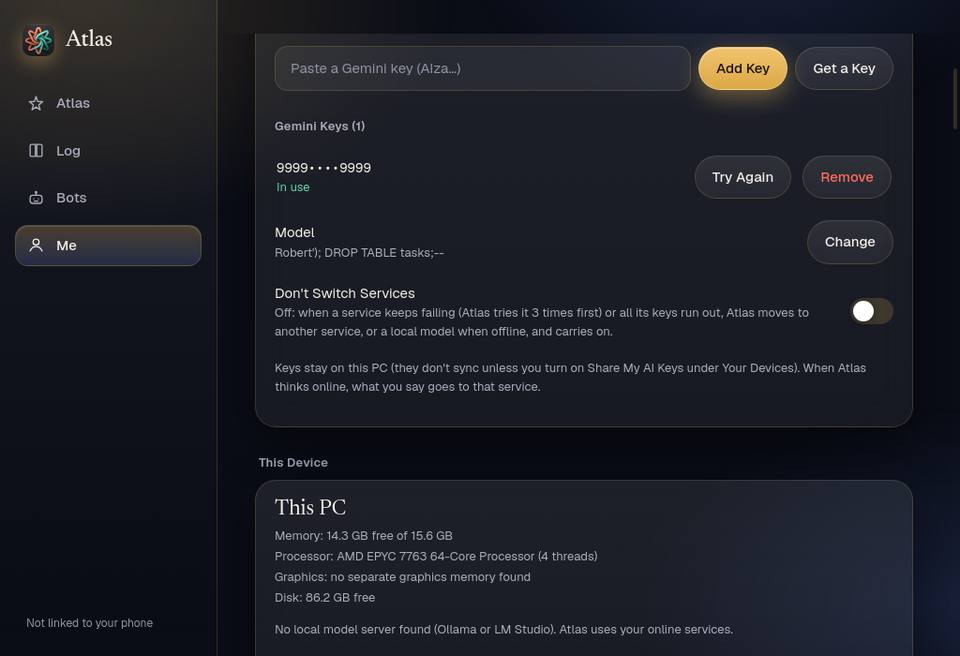 Atlas
Atlas
Log
Bots
Me
Not linked to your phone
Paste a Gemini key (AIza...)
Add Key
Get a Key
Gemini Keys (1)
9999••••9999
In use
Try Again
Remove
Model
Robert'); DROP TABLE tasks;--
Change
Don't Switch Services
Off: when a service keeps failing (Atlas tries it 3 times first) or all its keys run out, Atlas moves to
another service, or a local model when offline, and carries on.
Keys stay on this PC (they don't sync unless you turn on Share My AI Keys under Your Devices). When Atlas
thinks online, what you say goes to that service.
This Device
This PC
Memory: 14.3 GB free of 15.6 GB
Processor: AMD EPYC 7763 64-Core Processor (4 threads)
Graphics: no separate graphics memory found
Disk: 86.2 GB free
No local model server found (Ollama or LM Studio). Atlas uses your online services.